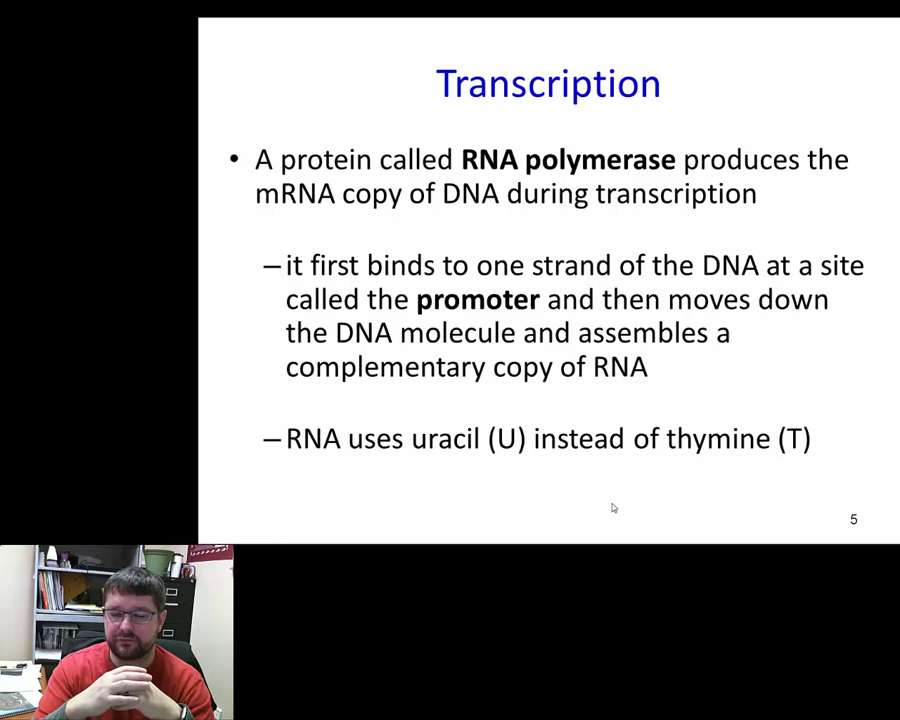 Transcription
• A protein called RNA polymerase produces the
mRNA copy of DNA during transcription
– it first binds to one strand of the DNA at a site
called the promoter and then moves down
the DNA molecule and assembles a
complementary copy of RNA
– RNA uses uracil (U) instead of thymine (T)
5